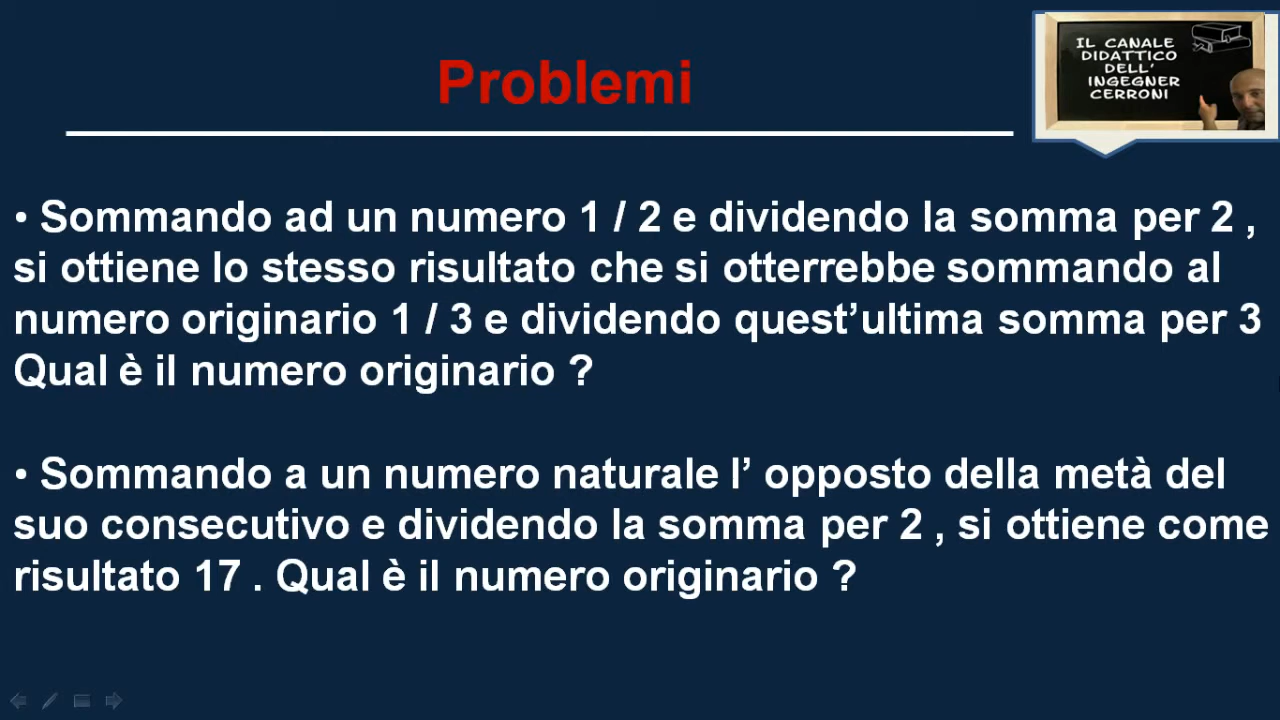 Problemi
IL CANALE
DIDATTICO
DELL'
INGEGNER
CERRONI
• Sommando ad un numero 1 / 2 e dividendo la somma per 2 ,
si ottiene lo stesso risultato che si otterrebbe sommando al
numero originario 1 / 3 e dividendo quest’ultima somma per 3
Qual è il numero originario ?
• Sommando a un numero naturale l’ opposto della metà del
suo consecutivo e dividendo la somma per 2 , si ottiene come
risultato 17 . Qual è il numero originario ?